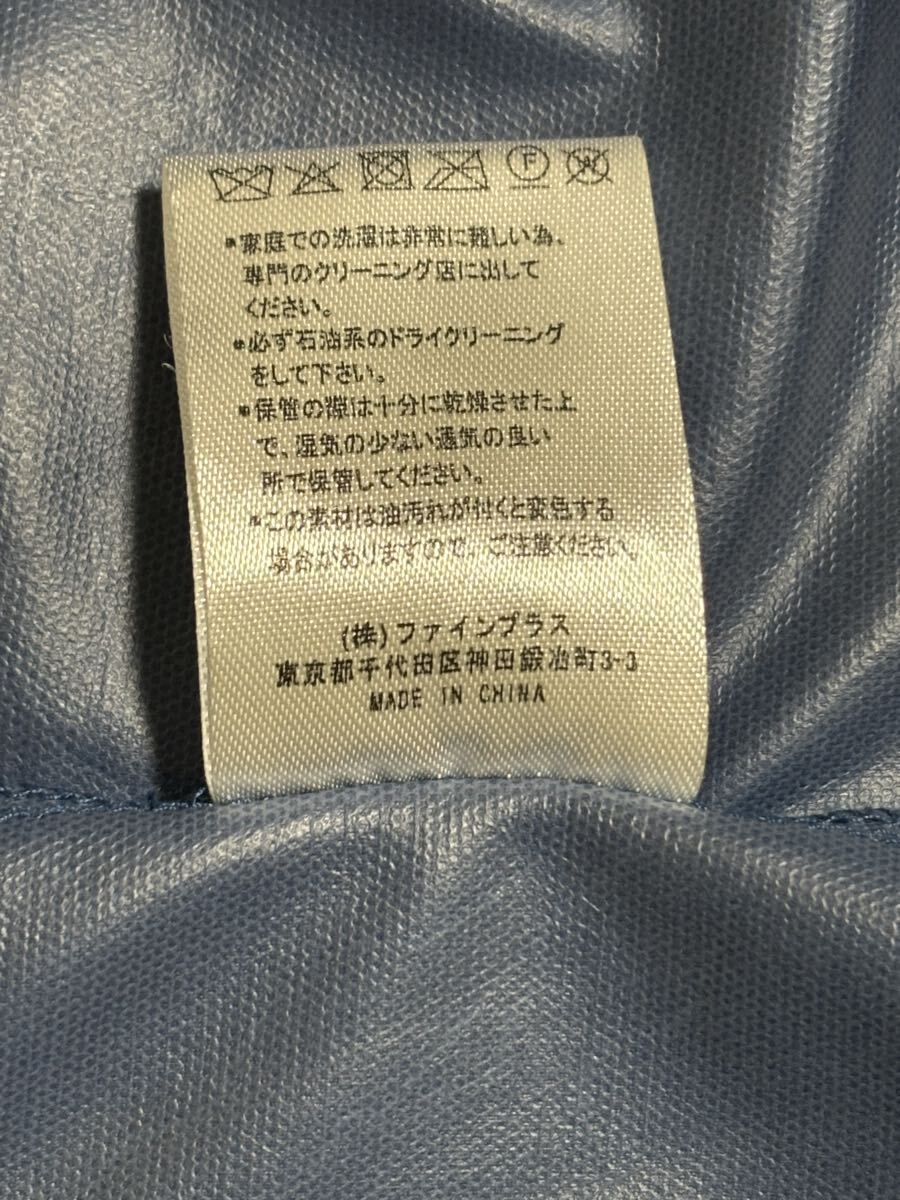 F W
*家庭での洗濯は非常に難しい為、
専門のクリーニング店に出して
ください。
*必ず石油系のドライクリーニング
をして下さい。
*保管の際は十分に乾燥させた上
で、湿気の少ない通気の良い
所で保管してください。
*この素材は油汚れが付くと変色する
場合がありますので、ご注意ください。
(株)ファインプラス
東京都千代田区神田鍛冶町3-3
MADE IN CHINA